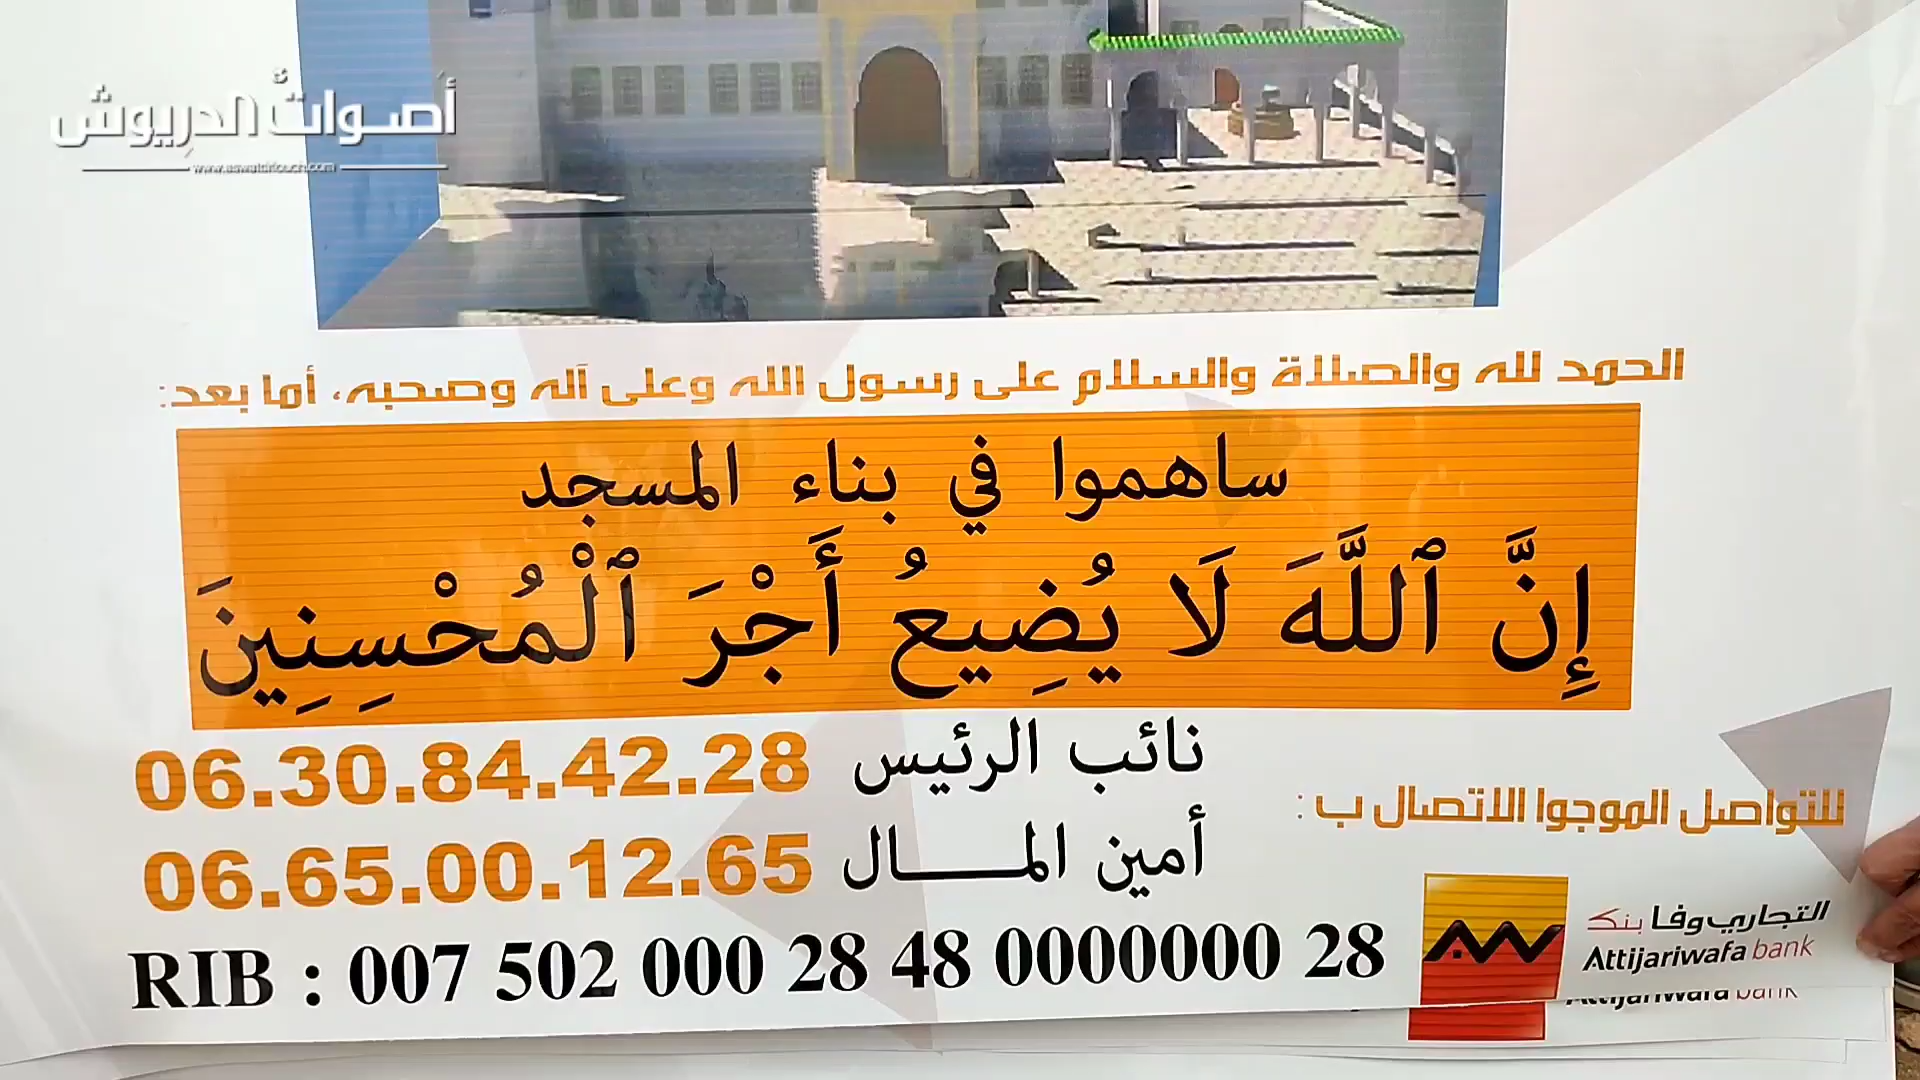 أصوات الدريوش
www.aswatdriouch.com
الحمد لله والصلاة والسلام على رسول الله وعلى آله وصحبه، أما بعد:
ساهموا في بناء المسجد
إِنَّ ٱللَّهَ لَا يُضِيعُ أَجْرَ ٱلْمُحْسِنِينَ
نائب الرئيس 06.30.84.42.28
للتواصل الموجوا الاتصال ب :
أمين المـــــال 06.65.00.12.65
التجاري وفا بنك
Attijariwafa bank
RIB : 007 502 000 28 48 0000000 28
Attijariwafa bank